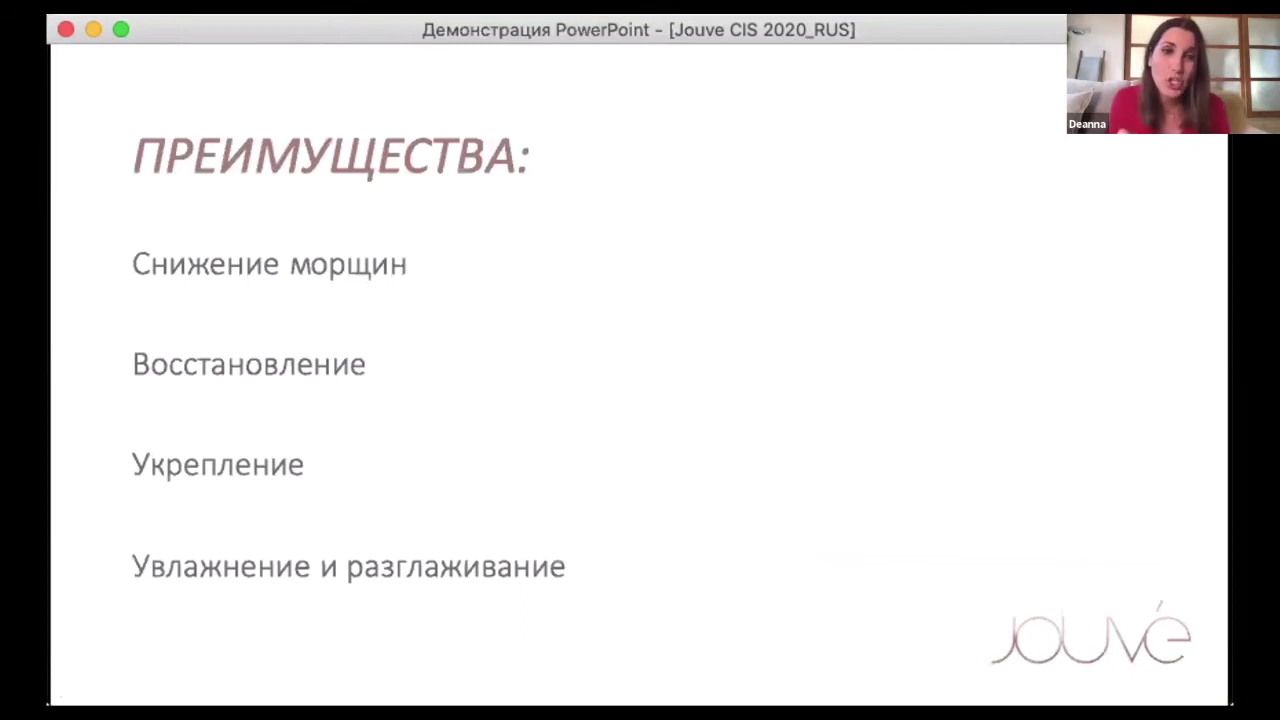 Демонстрация PowerPoint - [Jouve CIS 2020_RUS]
Deanna
ПРЕИМУЩЕСТВА:
Снижение морщин
Восстановление
Укрепление
Увлажнение и разглаживание
Jouvé